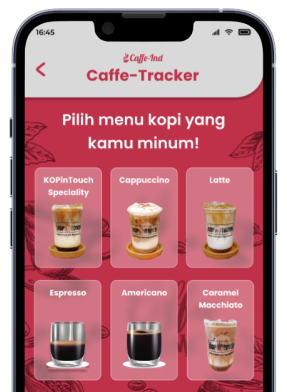 16:45
Caffe-Ind
Caffe-Tracker
Pilih menu kopi yang
kamu minum!
KOPinTouch
Speciality
Cappuccino
Latte
Espresso
Americano
Caramel
Macchiato